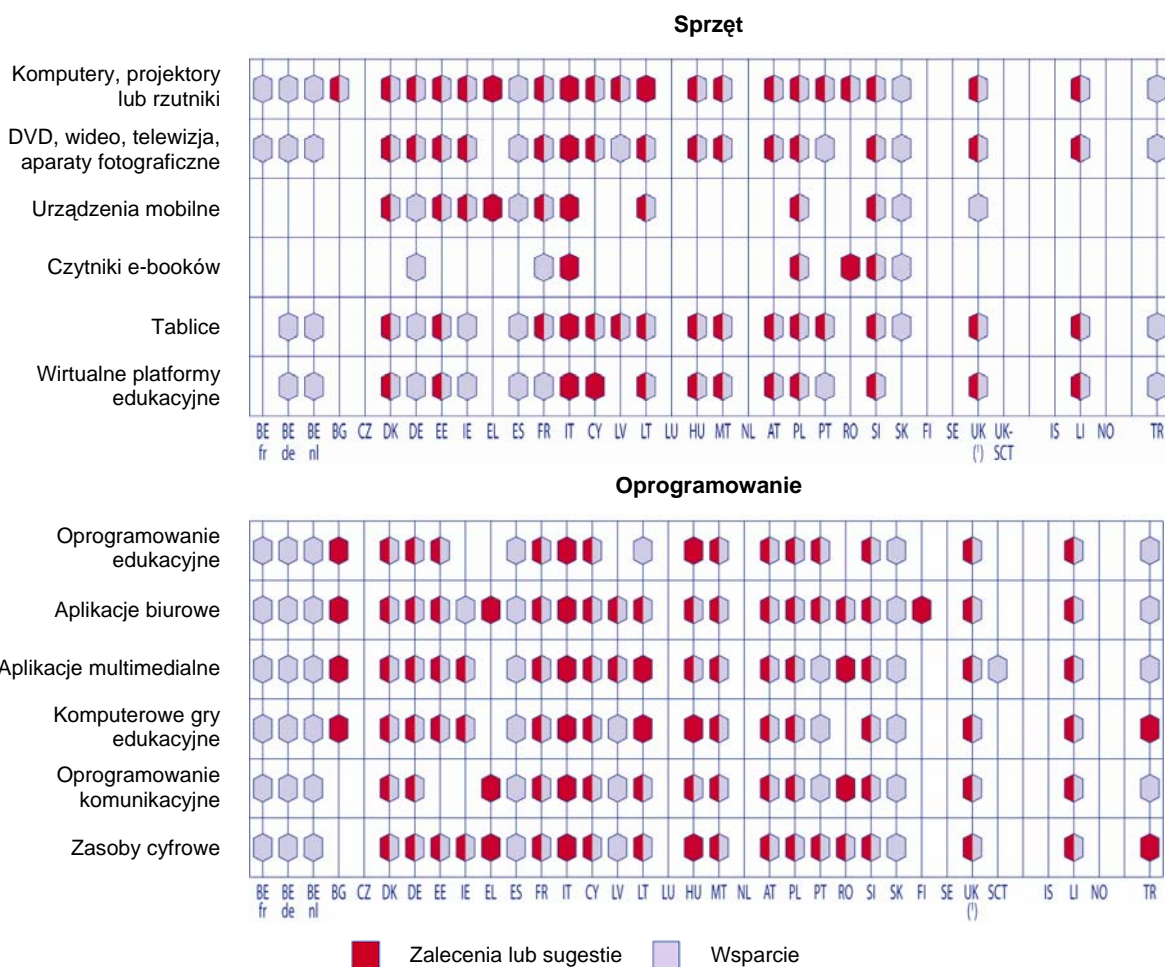 Sprzęt
Komputery, projektory
lub rzutniki
DVD, wideo, telewizja,
aparaty fotograficzne
Urządzenia mobilne
Czytniki e-booków
Tablice
Wirtualne platformy
edukacyjne
BE fr BE de BE nl BG CZ DK DE EE IE EL ES FR IT CY LV LT LU HU MT NL AT PL PT RO SI SK FI SE UK (¹) UK-SCT IS LI NO TR
Oprogramowanie
Oprogramowanie
edukacyjne
Aplikacje biurowe
Aplikacje multimedialne
Komputerowe gry
edukacyjne
Oprogramowanie
komunikacyjne
Zasoby cyfrowe
BE fr BE de BE nl BG CZ DK DE EE IE EL ES FR IT CY LV LT LU HU MT NL AT PL PT RO SI SK FI SE UK (¹) SCT IS LI NO TR
Zalecenia lub sugestie Wsparcie